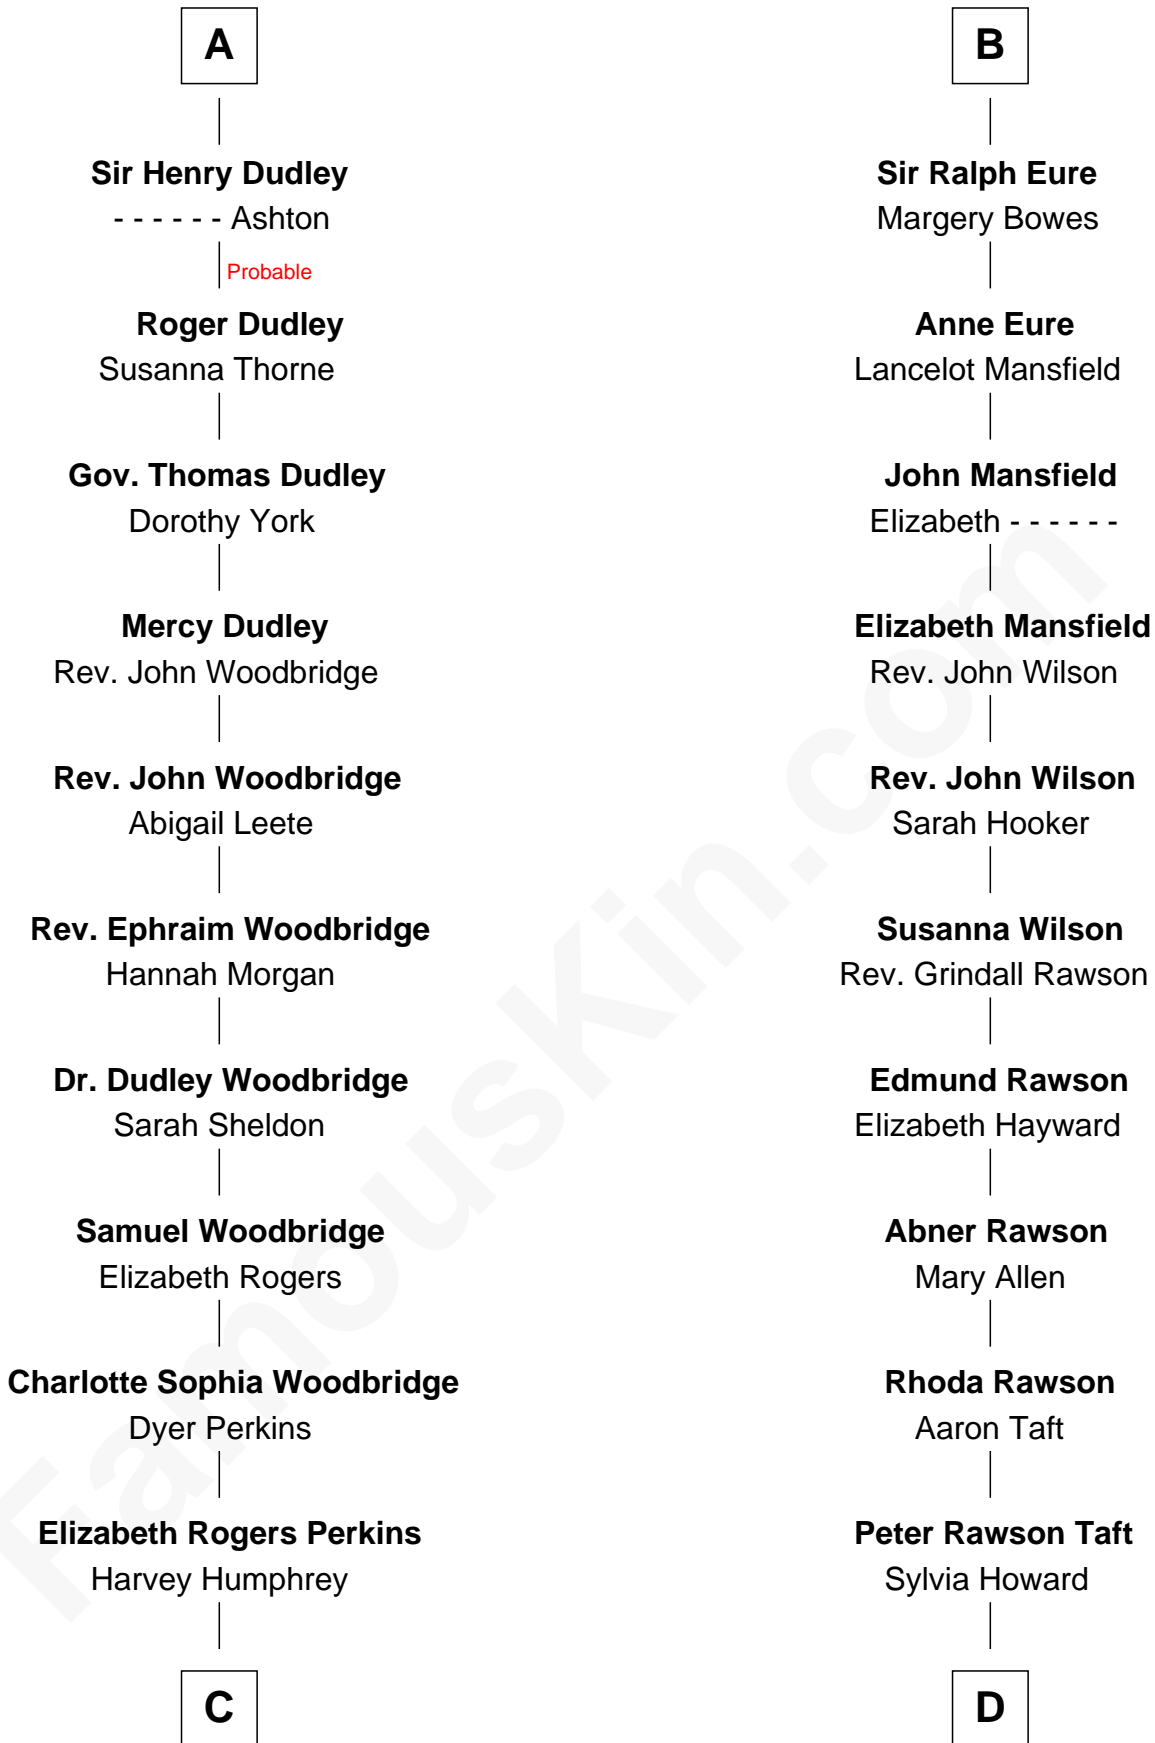 A
Sir Henry Dudley
- - - - - - Ashton
Probable
Roger Dudley
Susanna Thorne
Gov. Thomas Dudley
Dorothy York
Mercy Dudley
Rev. John Woodbridge
Rev. John Woodbridge
Abigail Leete
Rev. Ephraim Woodbridge
Hannah Morgan
Dr. Dudley Woodbridge
Sarah Sheldon
Samuel Woodbridge
Elizabeth Rogers
Charlotte Sophia Woodbridge
Dyer Perkins
Elizabeth Rogers Perkins
Harvey Humphrey
C
B
Sir Ralph Eure
Margery Bowes
Anne Eure
Lancelot Mansfield
John Mansfield
Elizabeth - - - - - -
Elizabeth Mansfield
Rev. John Wilson
Rev. John Wilson
Sarah Hooker
Susanna Wilson
Rev. Grindall Rawson
Edmund Rawson
Elizabeth Hayward
Abner Rawson
Mary Allen
Rhoda Rawson
Aaron Taft
Peter Rawson Taft
Sylvia Howard
D
FamousKin.com